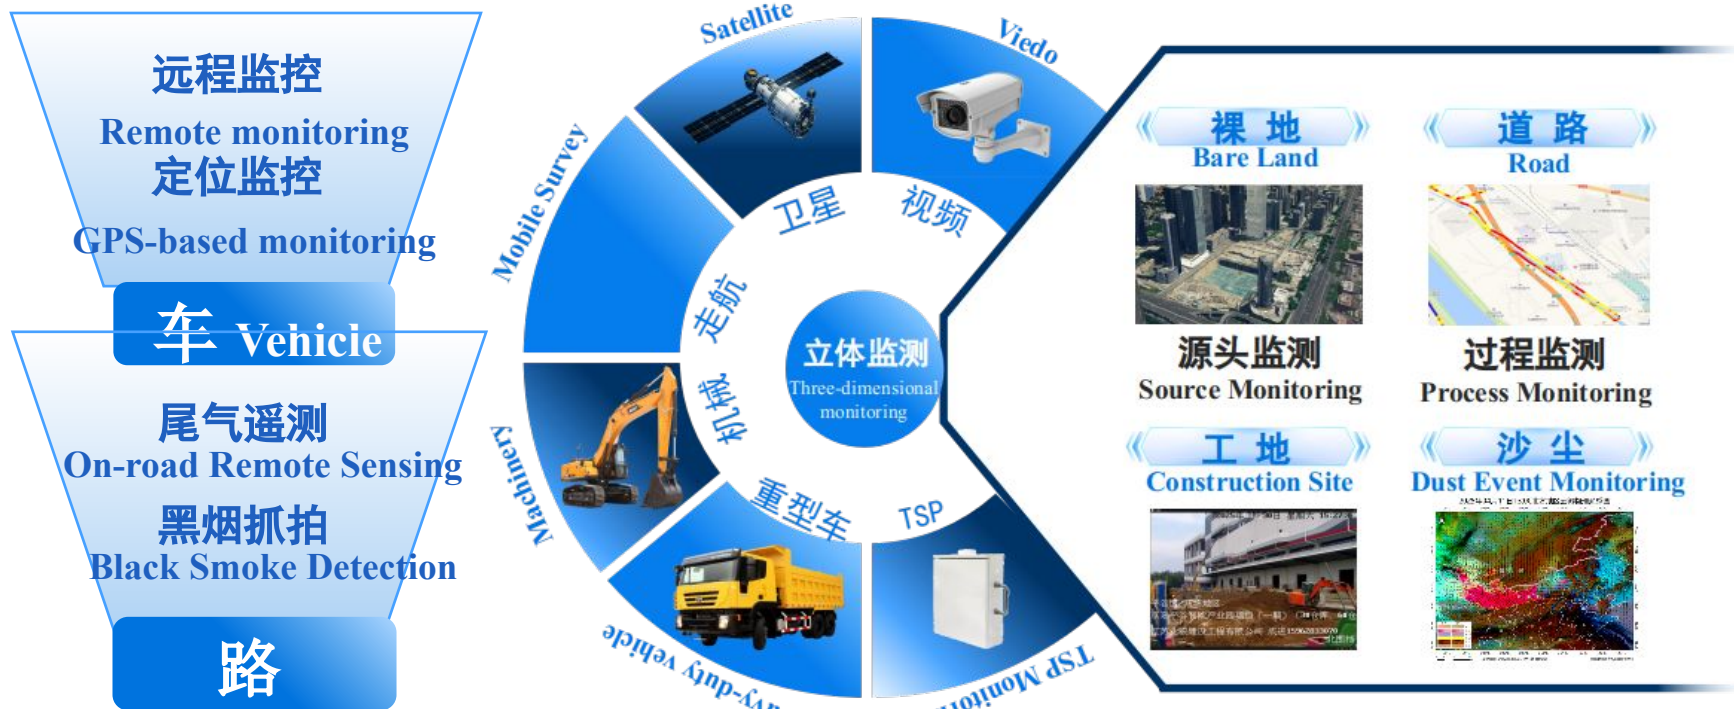 远程监控
Remote monitoring
定位监控
GPS-based monitoring
车 Vehicle
尾气遥测
On-road Remote Sensing
黑烟抓拍
Black Smoke Detection
路
Satellite
Viedo
Mobile Survey
Machinery
卫星
视频
走航
机械
重型车
TSP
立体监测
Three-dimensional
monitoring
裸 地
Bare Land
道 路
Road
源头监测
Source Monitoring
过程监测
Process Monitoring
工 地
Construction Site
沙 尘
Dust Event Monitoring